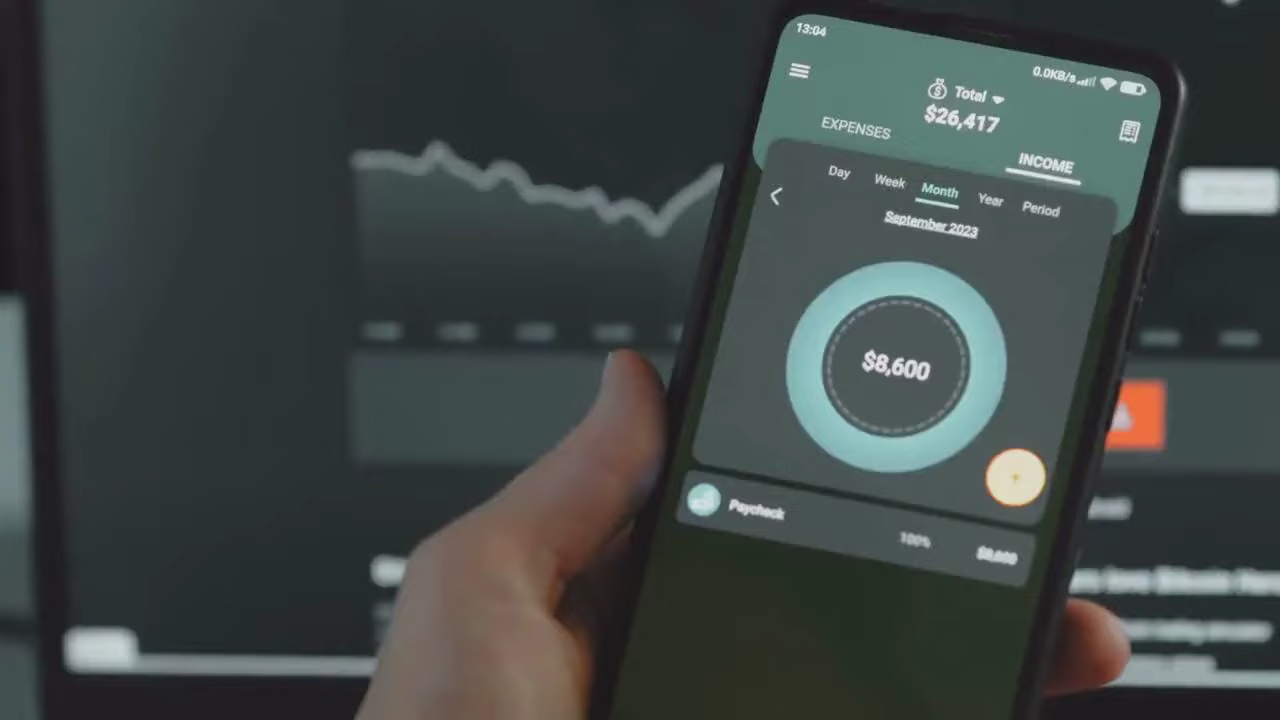 13:04
0.0KB/s
Total
$26,417
EXPENSES
INCOME
Day Week Month Year Period
September 2023
$8,600
Paycheck 100% $8,600